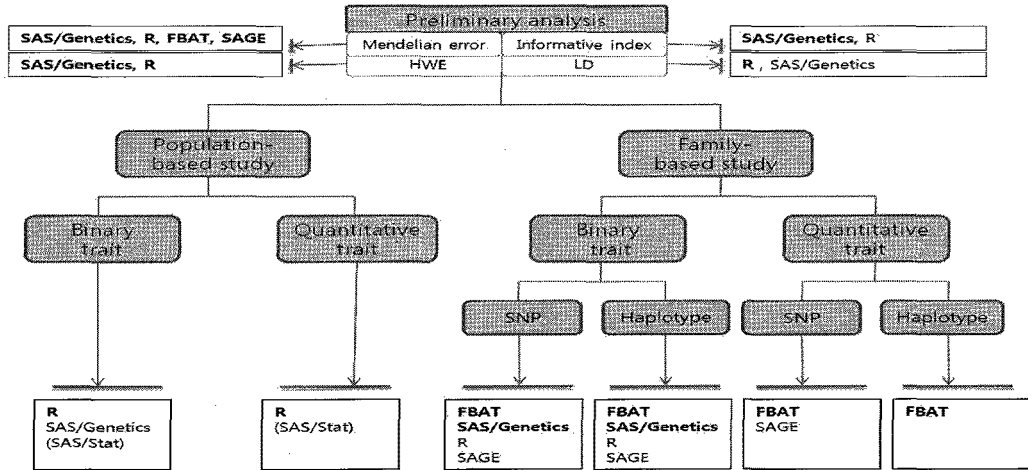 Preliminary analysis
SAS/Genetics, R, FBAT, SAGE
Mendelian error
Informative index
SAS/Genetics, R
SAS/Genetics, R
HWE
LD
R , SAS/Genetics
Population-
based study
Family-
based study
Binary
trait
Quantitative
trait
Binary
trait
Quantitative
trait
SNP
Haplotype
SNP
Haplotype
R
SAS/Genetics
(SAS/Stat)
R
(SAS/Stat)
FBAT
SAS/Genetics
R
SAGE
FBAT
SAS/Genetics
R
SAGE
FBAT
SAGE
FBAT